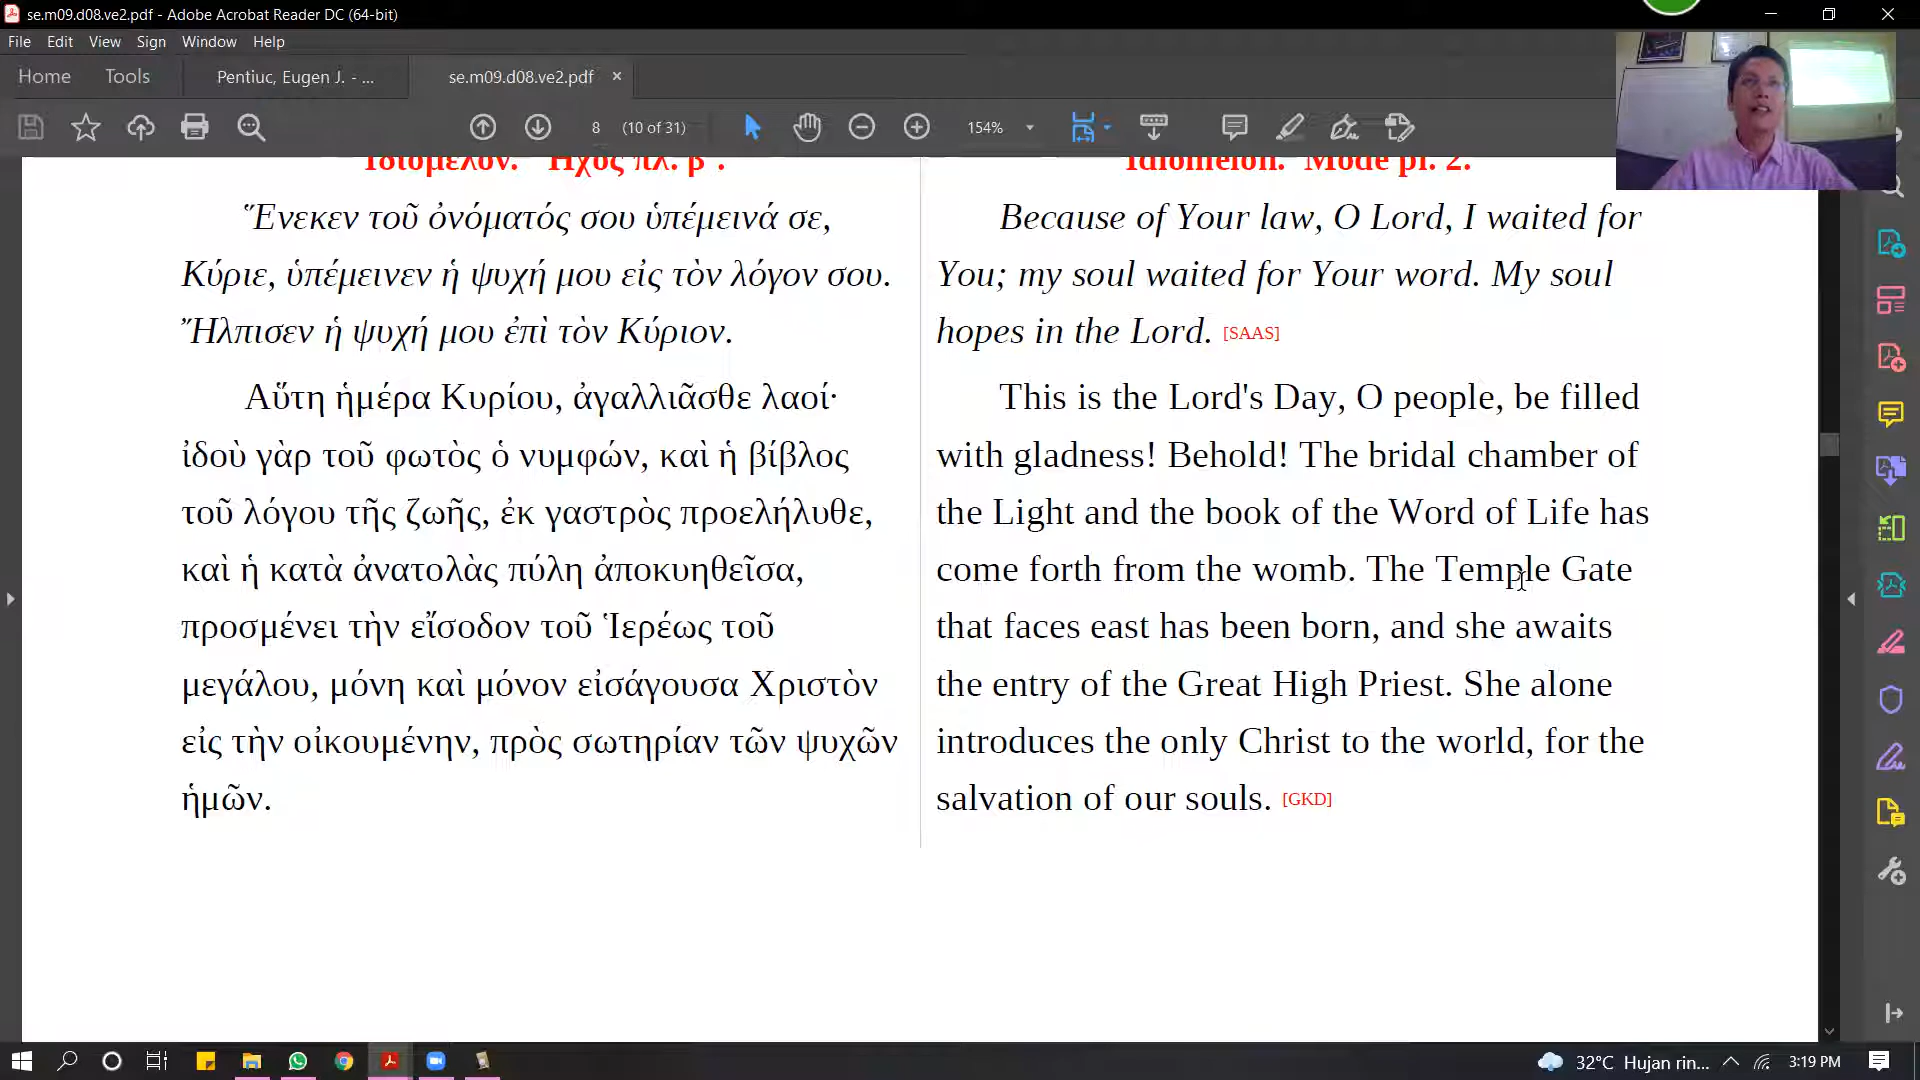 se.m09.d08.ve2.pdf - Adobe Acrobat Reader DC (64-bit)
File Edit View Sign Window Help
Home Tools Pentiuc, Eugen J. - ... se.m09.d08.ve2.pdf ×
8 (10 of 31) 154%
Ἰδιόμελον. Ἦχος πλ. β΄.
Ἕνεκεν τοῦ ὀνόματός σου ὑπέμεινά σε,
Κύριε, ὑπέμεινεν ἡ ψυχή μου εἰς τὸν λόγον σου.
Ἤλπισεν ἡ ψυχή μου ἐπὶ τὸν Κύριον.
Αὕτη ἡμέρα Κυρίου, ἀγαλλιᾶσθε λαοί·
ἰδοὺ γὰρ τοῦ φωτὸς ὁ νυμφών, καὶ ἡ βίβλος
τοῦ λόγου τῆς ζωῆς, ἐκ γαστρὸς προελήλυθε,
καὶ ἡ κατὰ ἀνατολὰς πύλη ἀποκυηθεῖσα,
προσμένει τὴν εἴσοδον τοῦ Ἱερέως τοῦ
μεγάλου, μόνη καὶ μόνον εἰσάγουσα Χριστὸν
εἰς τὴν οἰκουμένην, πρὸς σωτηρίαν τῶν ψυχῶν
ἡμῶν.
Idiomelon. Mode pl. 2.
Because of Your law, O Lord, I waited for
You; my soul waited for Your word. My soul
hopes in the Lord. [SAAS]
This is the Lord's Day, O people, be filled
with gladness! Behold! The bridal chamber of
the Light and the book of the Word of Life has
come forth from the womb. The Temple Gate
that faces east has been born, and she awaits
the entry of the Great High Priest. She alone
introduces the only Christ to the world, for the
salvation of our souls. [GKD]
32°C Hujan rin... 3:19 PM